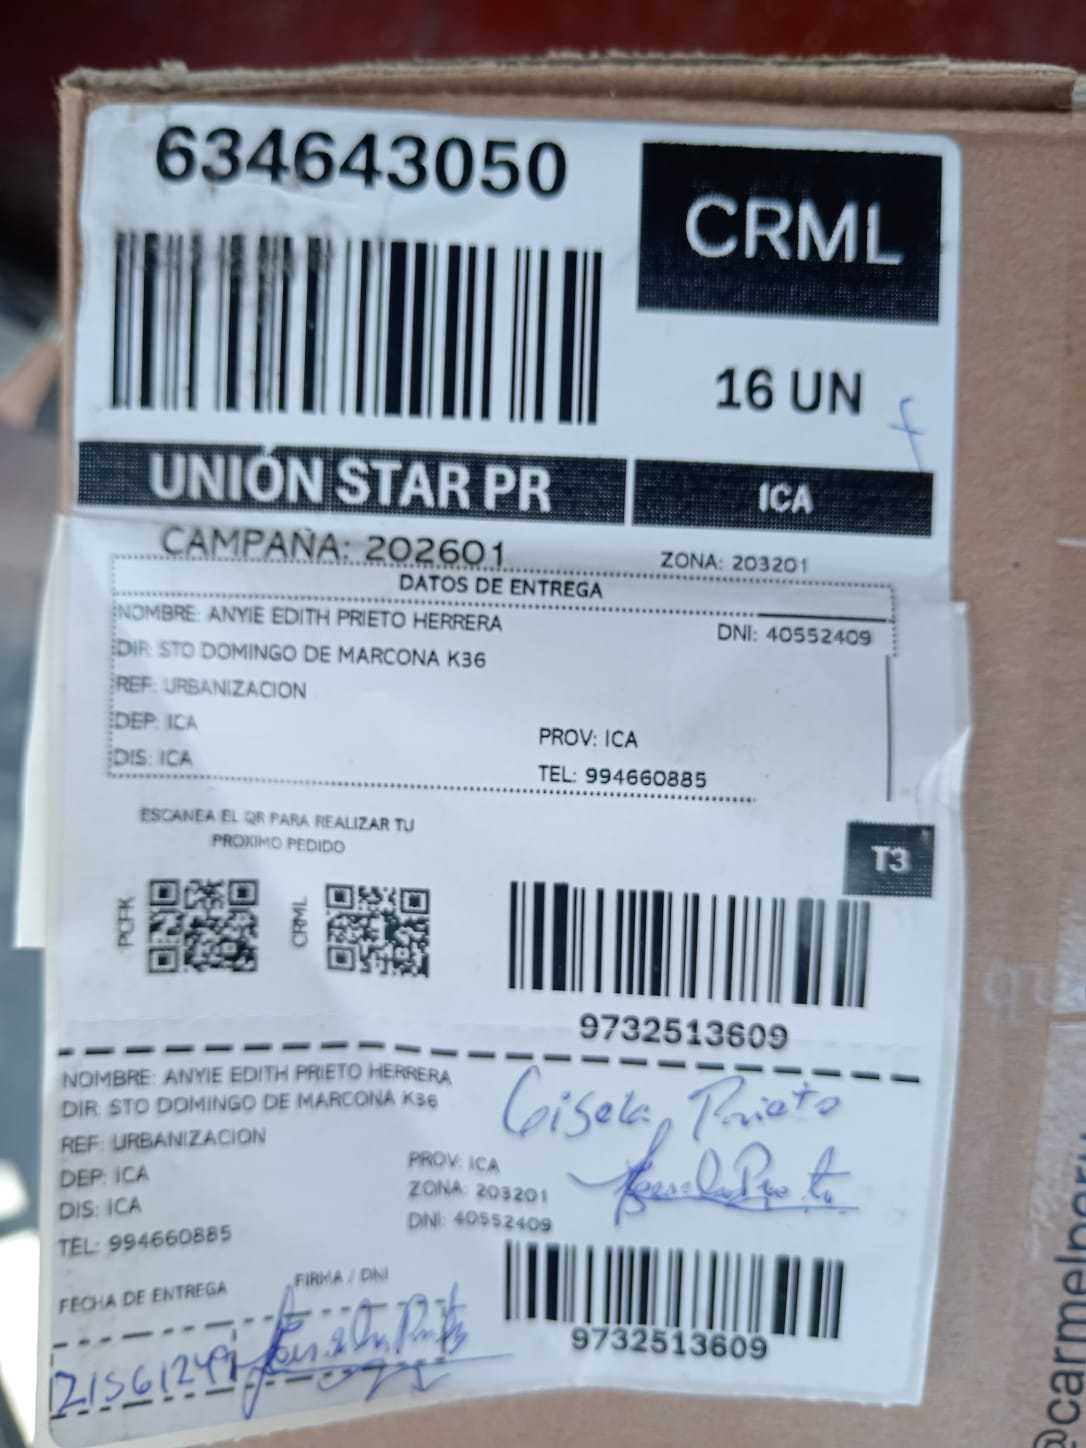 634643050
CRML
16 UN
UNIÓN STAR PR
ICA
CAMPAÑA: 202601
ZONA: 203201
DATOS DE ENTREGA
NOMBRE: ANYIE EDITH PRIETO HERRERA
DNI: 40552409
DIR: STO DOMINGO DE MARCONA K36
REF: URBANIZACION
DEP: ICA
PROV: ICA
DIS: ICA
TEL: 994660885
ESCANEA EL QR PARA REALIZAR TU
PROXIMO PEDIDO
T3
PCFK
CRML
9732513609
NOMBRE: ANYIE EDITH PRIETO HERRERA
DIR: STO DOMINGO DE MARCONA K36
Gisela Prieto
REF: URBANIZACION
DEP: ICA
PROV: ICA
ZONA: 203201
DIS: ICA
DNI: 40552409
TEL: 994660885
FECHA DE ENTREGA
FIRMA / DNI
9732513609
21561249
@carmelperu